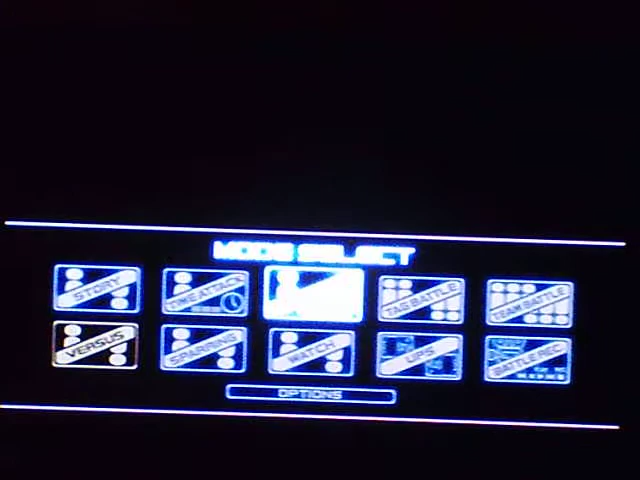 MODE SELECT
STORY
TIME ATTACK
TAG BATTLE
TEAM BATTLE
VERSUS
SPARRING
WATCH
UPS
BATTLE REC
OPTIONS